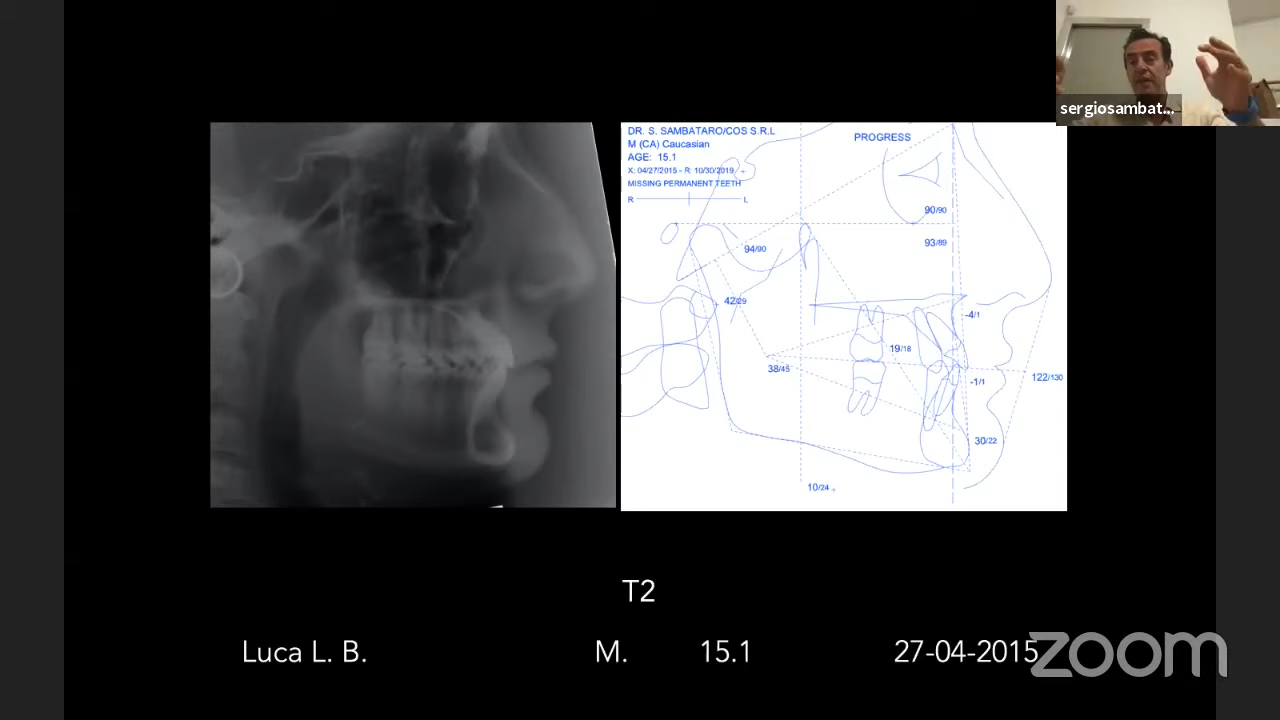 sergiosambat...
DR. S. SAMBATARO/COS S.R.L
M (CA) Caucasian
AGE: 15.1
X: 04/27/2015 - R: 10/30/2019
MISSING PERMANENT TEETH
R L
PROGRESS
90/90
93/89
94/90
42/29
-4/1
19/18
38/45
122/130
-1/1
30/22
10/24
T2
Luca L. B. M. 15.1 27-04-2015
zoom